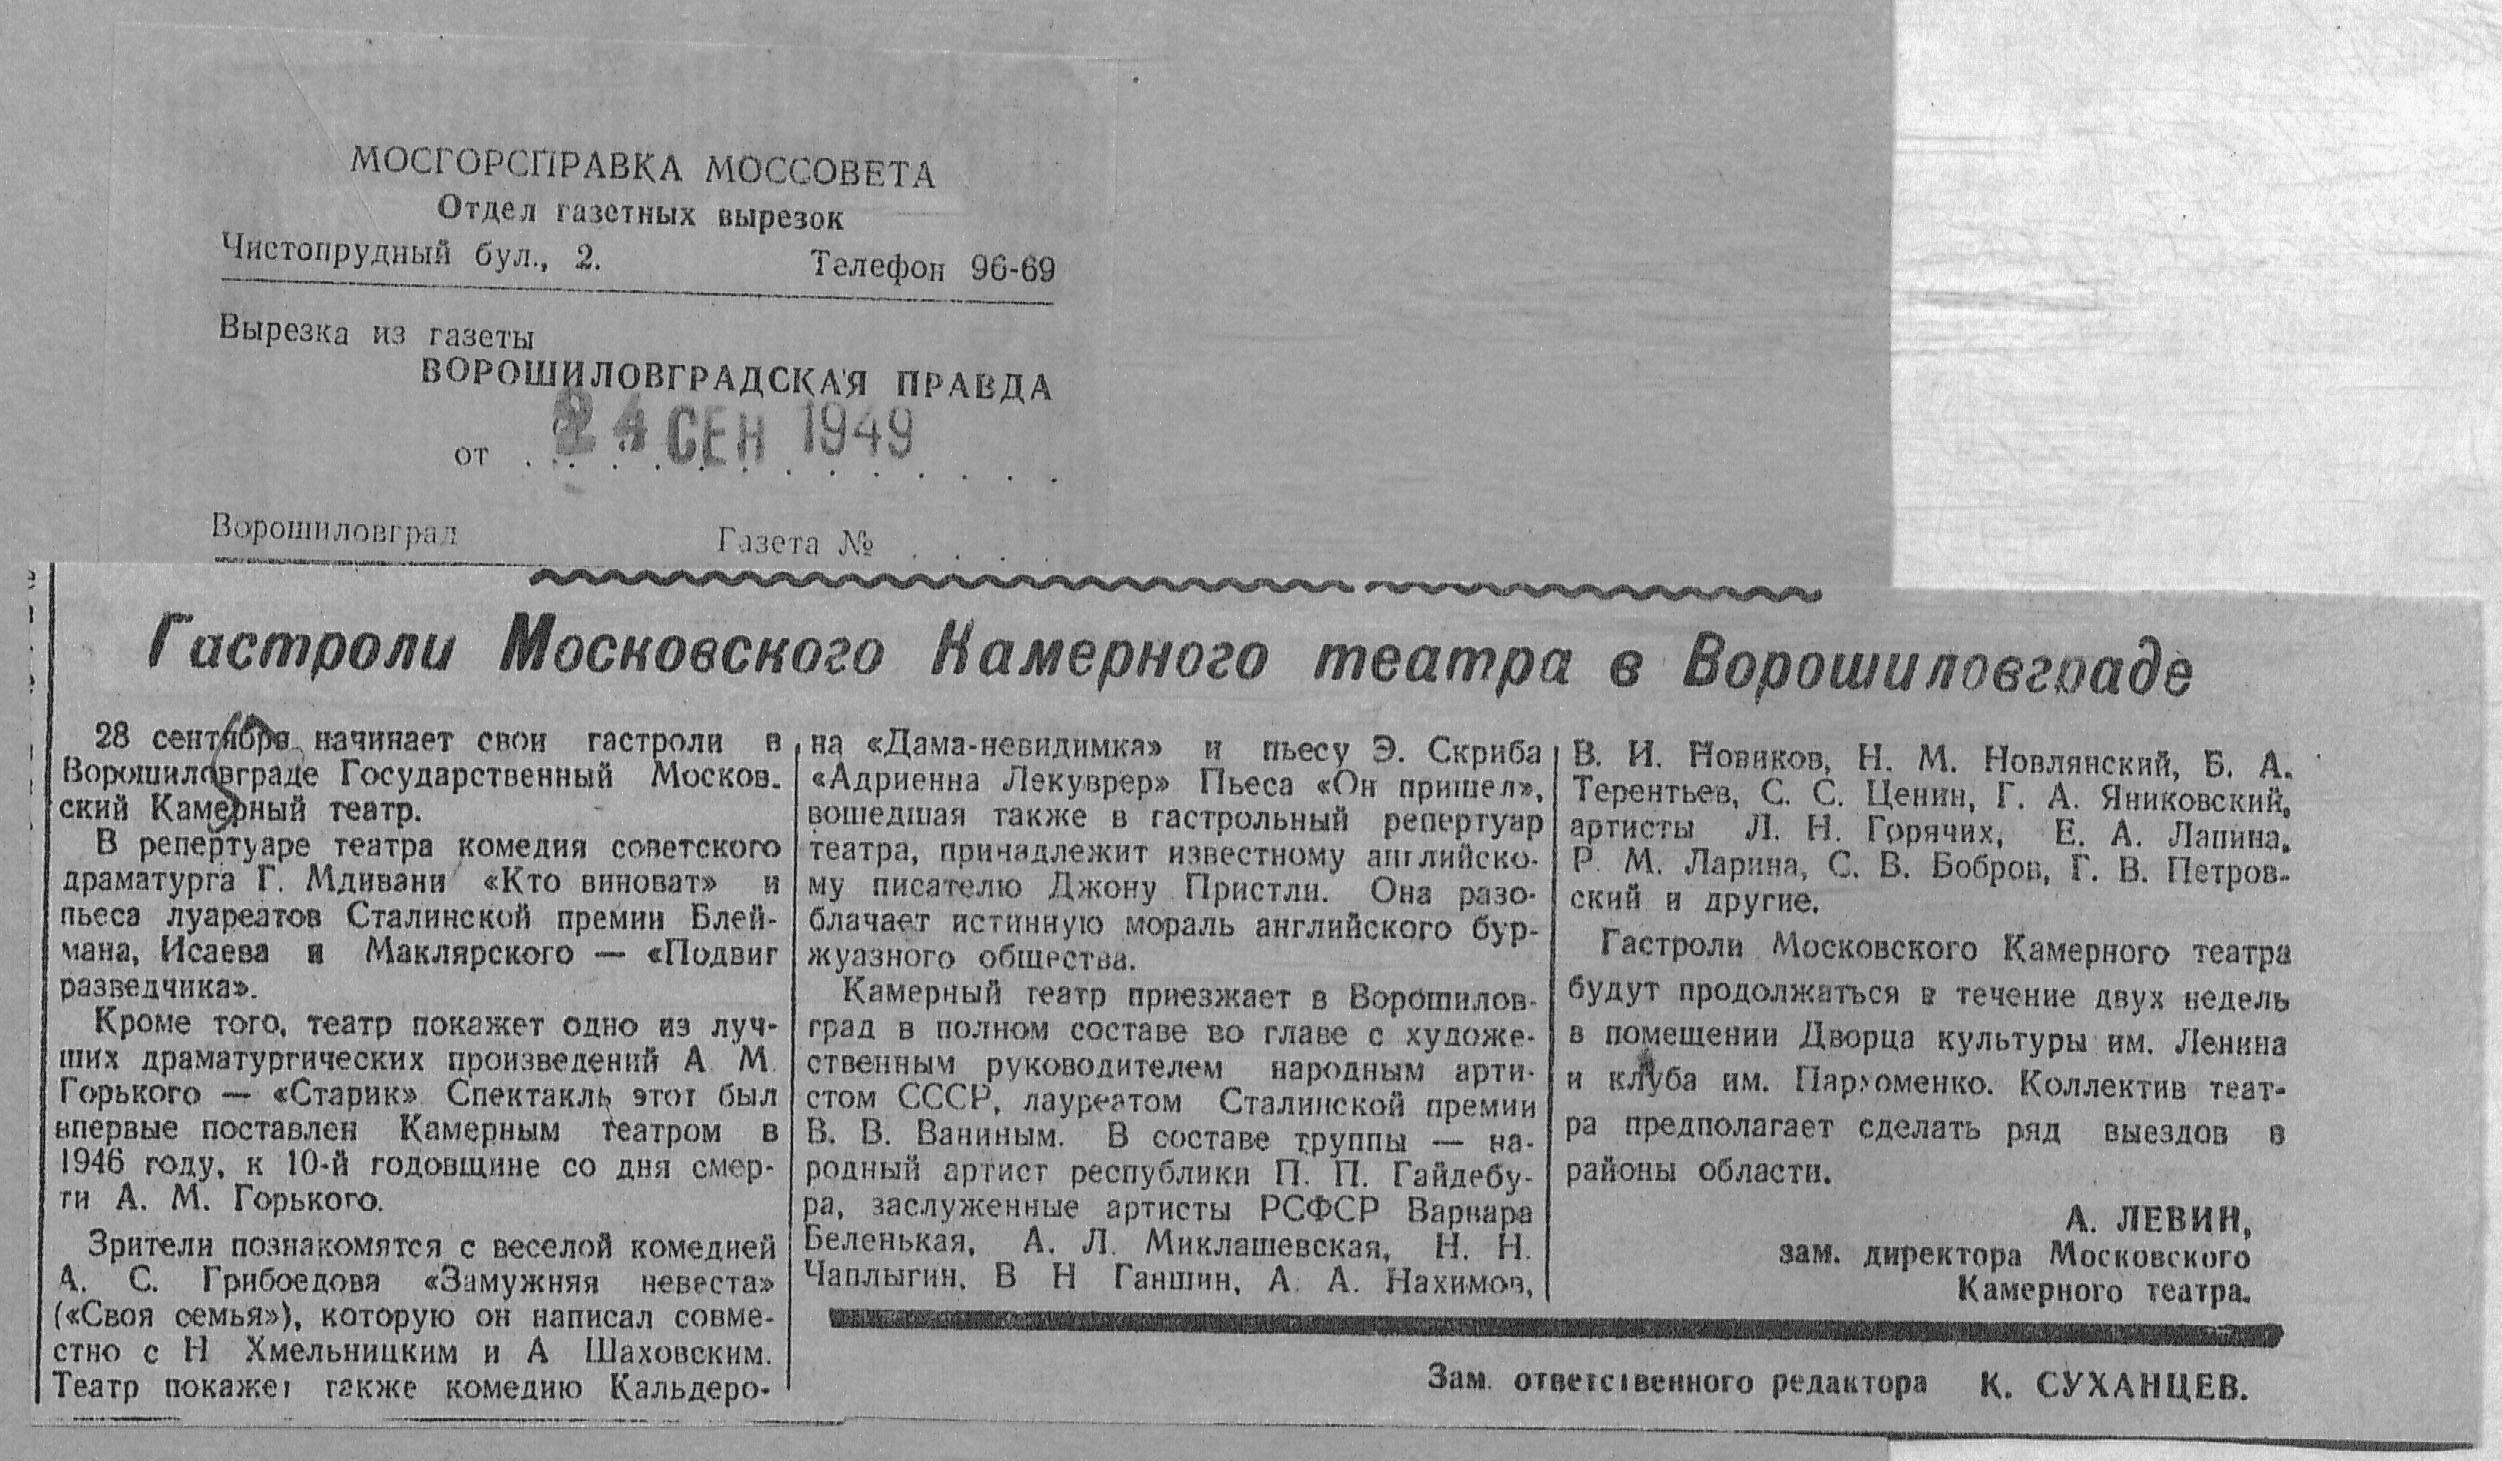 МОСГОРСПРАВКА МОССОВЕТА
Отдел газетных вырезок
Чистопрудный бул., 2. Телефон 96-69
Вырезка из газеты
ВОРОШИЛОВГРАДСКАЯ ПРАВДА
от 24 СЕН 1949
Ворошиловград Газета №
Гастроли Московского Камерного театра в Ворошиловграде
28 сентября начинает свои гастроли в
Ворошиловграде Государственный Москов-
ский Камерный театр.
В репертуаре театра комедия советского
драматурга Г. Мдивани «Кто виноват» и
пьеса луареатов Сталинской премии Блей-
мана, Исаева и Маклярского — «Подвиг
разведчика».
Кроме того, театр покажет одно из луч-
ших драматургических произведений А. М.
Горького — «Старик» Спектакль этот был
впервые поставлен Камерным театром в
1946 году, к 10-й годовщине со дня смер-
ти А. М. Горького.
Зрители познакомятся с веселой комедией
А. С. Грибоедова «Замужняя невеста»
(«Своя семья»), которую он написал совме-
стно с Н Хмельницким и А Шаховским.
Театр покажет также комедию Кальдеро-
на «Дама-невидимка» и пьесу Э. Скриба
«Адриенна Лекуврер» Пьеса «Он пришел»,
вошедшая также в гастрольный репертуар
театра, принадлежит известному английско-
му писателю Джону Пристли. Она разо-
блачает истинную мораль английского бур-
жуазного общества.
Камерный театр приезжает в Ворошилов-
град в полном составе во главе с художе-
ственным руководителем народным арти-
стом СССР, лауреатом Сталинской премии
В. В. Ваниным. В составе труппы — на-
родный артист республики П. П. Гайдебу-
ра, заслуженные артисты РСФСР Варвара
Беленькая, А. Л. Миклашевская, Н. Н.
Чаплыгин, В Н Ганшин, А. А. Нахимов,
В. И. Новиков, Н. М. Новлянский, Б. А.
Терентьев, С. С. Ценин, Г. А. Яниковский,
артисты Л. Н. Горячих, Е. А. Лапина,
Р. М. Ларина, С. В. Бобров, Г. В. Петров-
ский и другие.
Гастроли Московского Камерного театра
будут продолжаться в течение двух недель
в помещении Дворца культуры им. Ленина
и клуба им. Пархоменко. Коллектив теат-
ра предполагает сделать ряд выездов в
районы области.
А. ЛЕВИН,
зам. директора Московского
Камерного театра.
Зам. ответственного редактора К. СУХАНЦЕВ.